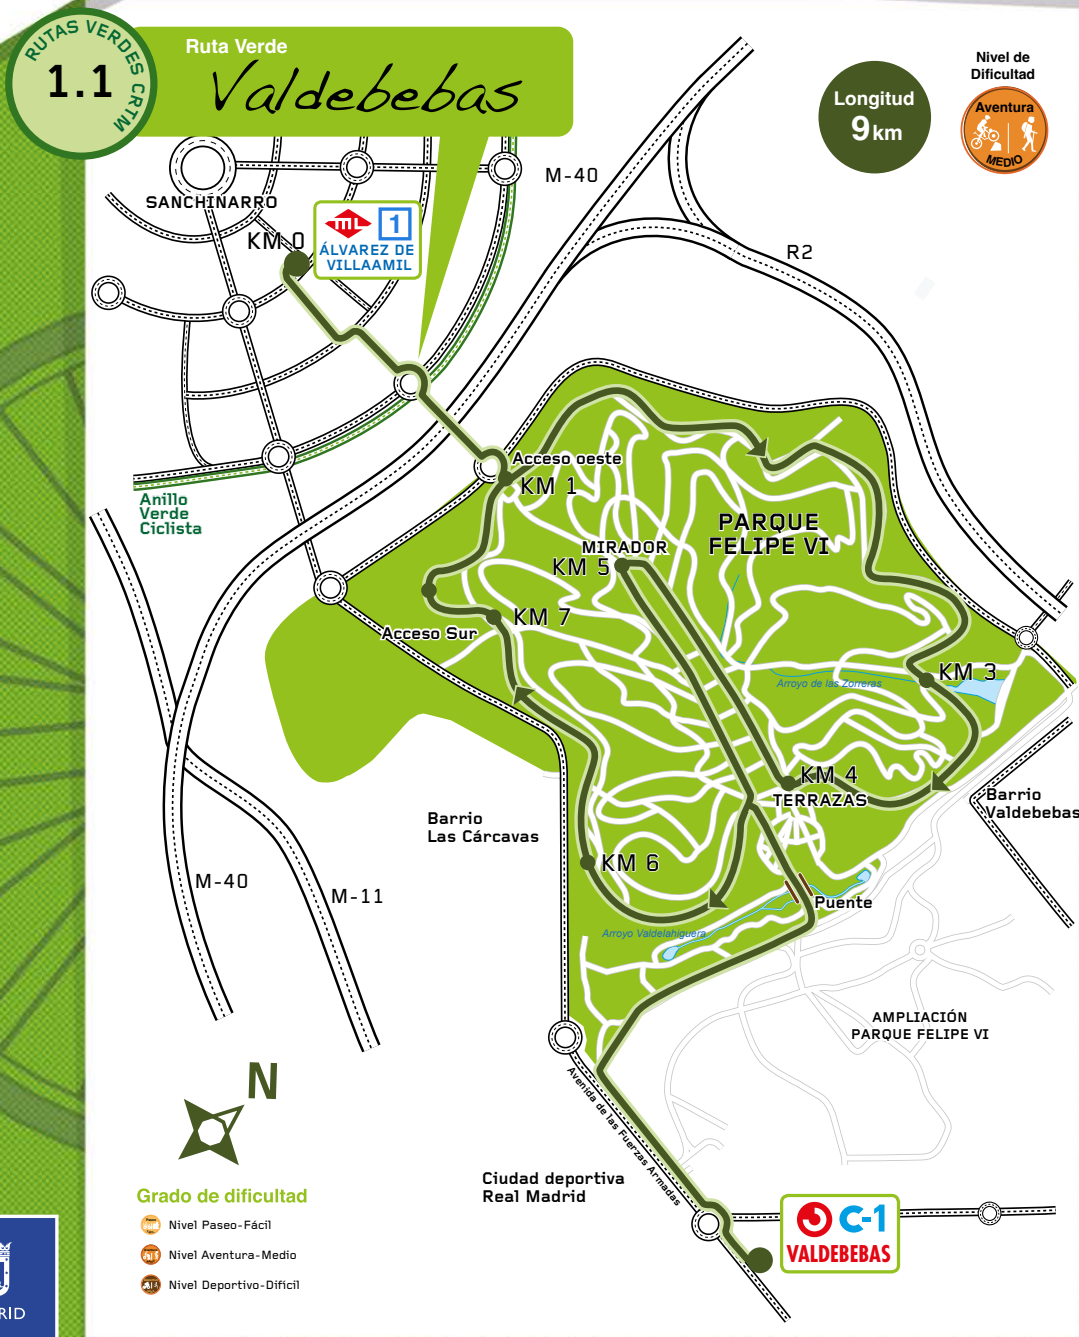 RUTAS VERDES CRTM
1.1
Ruta Verde
Valdebebas
Longitud
9 km
Nivel de
Dificultad
Aventura
MEDIO
M-40
SANCHINARRO
KM 0
ML 1
ÁLVAREZ DE
VILLAAMIL
R2
Acceso oeste
KM 1
Anillo
Verde
Ciclista
PARQUE
FELIPE VI
MIRADOR
KM 5
KM 7
Acceso Sur
KM 3
Arroyo de las Zorreras
KM 4
TERRAZAS
Barrio
Valdebebas
Barrio
Las Cárcavas
KM 6
M-40
M-11
Puente
Arroyo Valdelahiguera
AMPLIACIÓN
PARQUE FELIPE VI
N
Avenida de las Fuerzas Armadas
Ciudad deportiva
Real Madrid
C-1
VALDEBEBAS
Grado de dificultad
Nivel Paseo-Fácil
Nivel Aventura-Medio
Nivel Deportivo-Difícil
RID